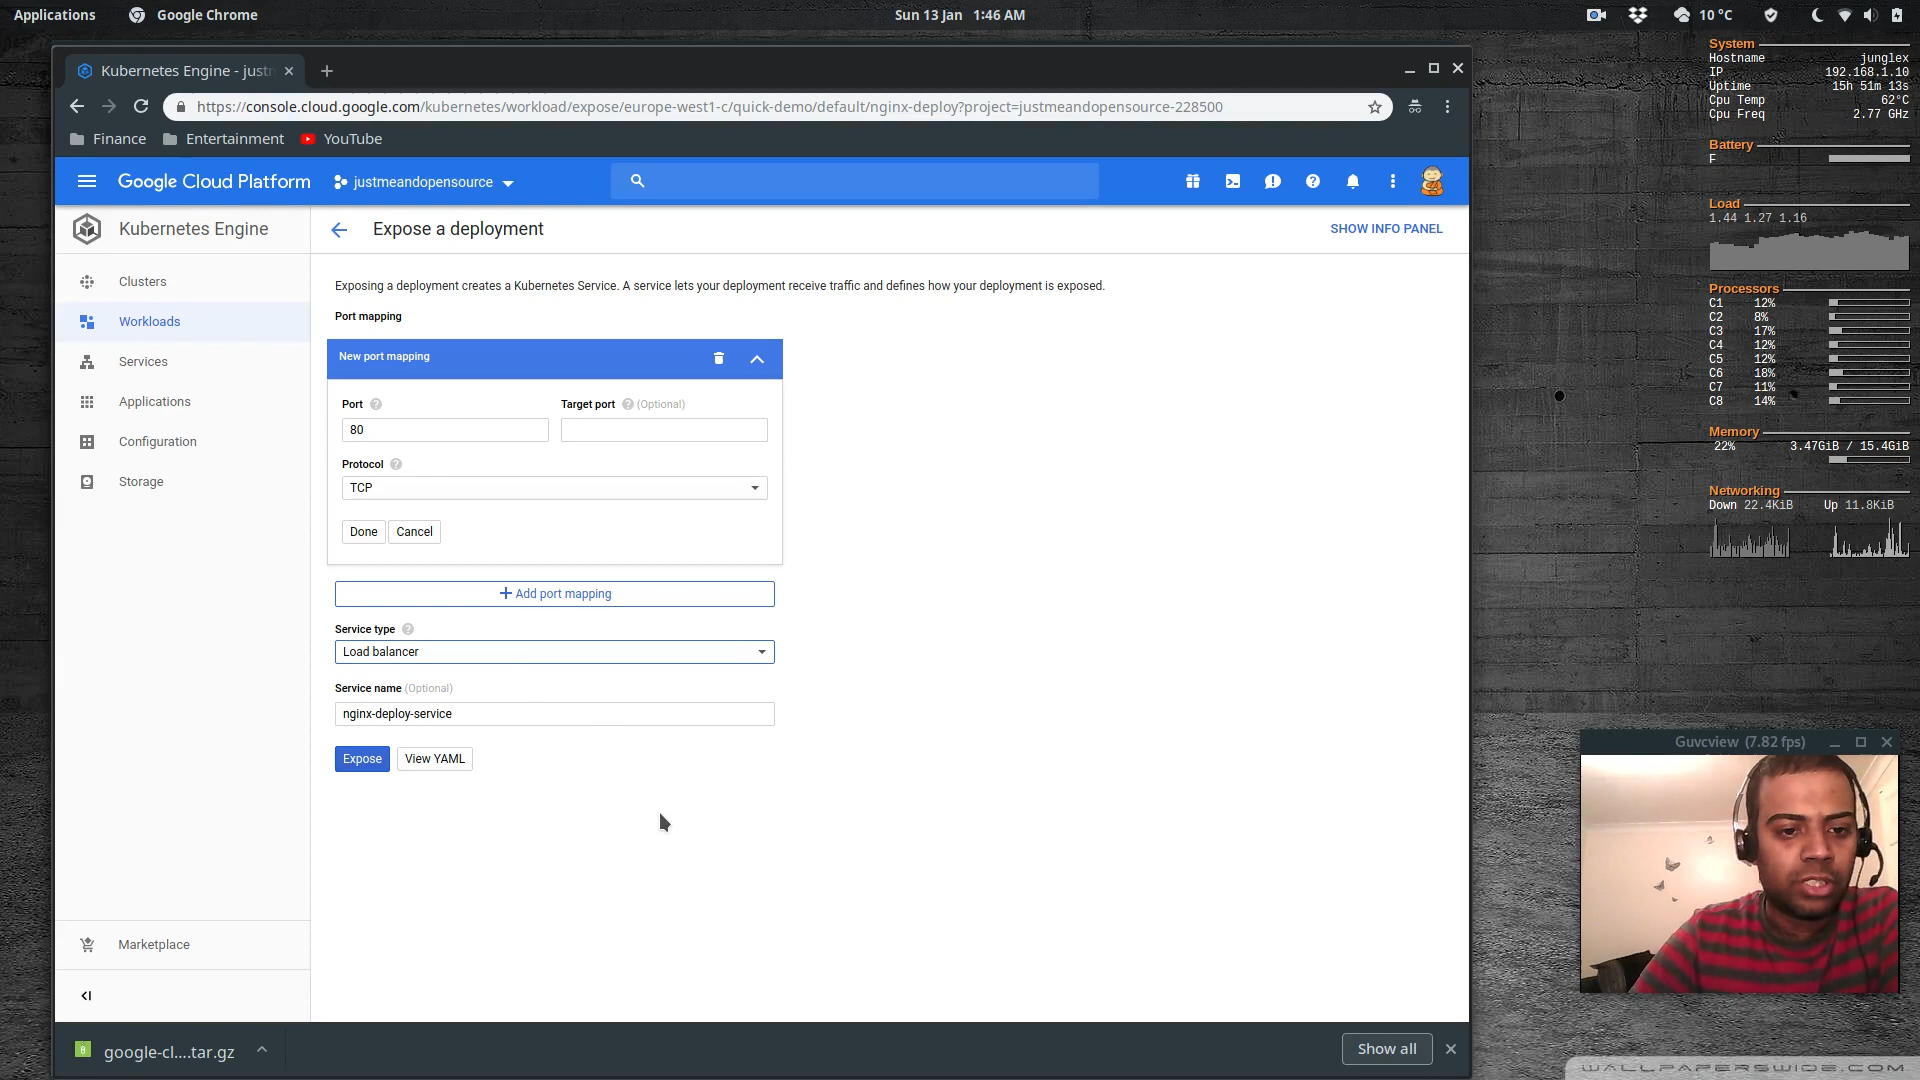 Applications
Google Chrome
Sun 13 Jan 1:46 AM
10 °C
Kubernetes Engine - justm
https://console.cloud.google.com/kubernetes/workload/expose/europe-west1-c/quick-demo/default/nginx-deploy?project=justmeandopensource-228500
Finance
Entertainment
YouTube
Google Cloud Platform
justmeandopensource
Kubernetes Engine
Expose a deployment
SHOW INFO PANEL
Clusters
Workloads
Services
Applications
Configuration
Storage
Marketplace
Exposing a deployment creates a Kubernetes Service. A service lets your deployment receive traffic and defines how your deployment is exposed.
Port mapping
New port mapping
Port
Target port (Optional)
80
Protocol
TCP
Done
Cancel
Add port mapping
Service type
Load balancer
Service name (Optional)
nginx-deploy-service
Expose
View YAML
google-cl....tar.gz
Show all
System
Hostname junglex
IP 192.168.1.10
Uptime 15h 51m 13s
Cpu Temp 62°C
Cpu Freq 2.77 GHz
Battery
F
Load
1.44 1.27 1.16
Processors
C1 12%
C2 8%
C3 17%
C4 12%
C5 12%
C6 18%
C7 11%
C8 14%
Memory
22% 3.47GiB / 15.4GiB
Networking
Down 22.4KiB Up 11.8KiB
Guvcview (7.82 fps)
WALLPAPERSWIDE.COM